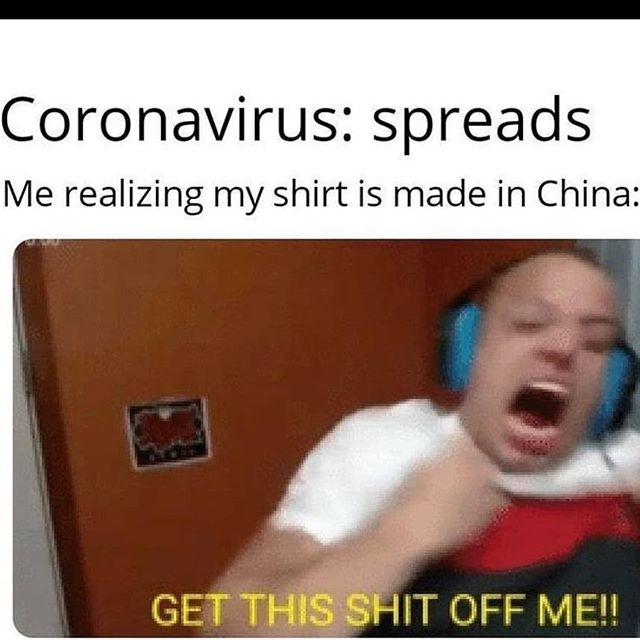 Coronavirus: spreads
Me realizing my shirt is made in China:
GET THIS SHIT OFF ME!!